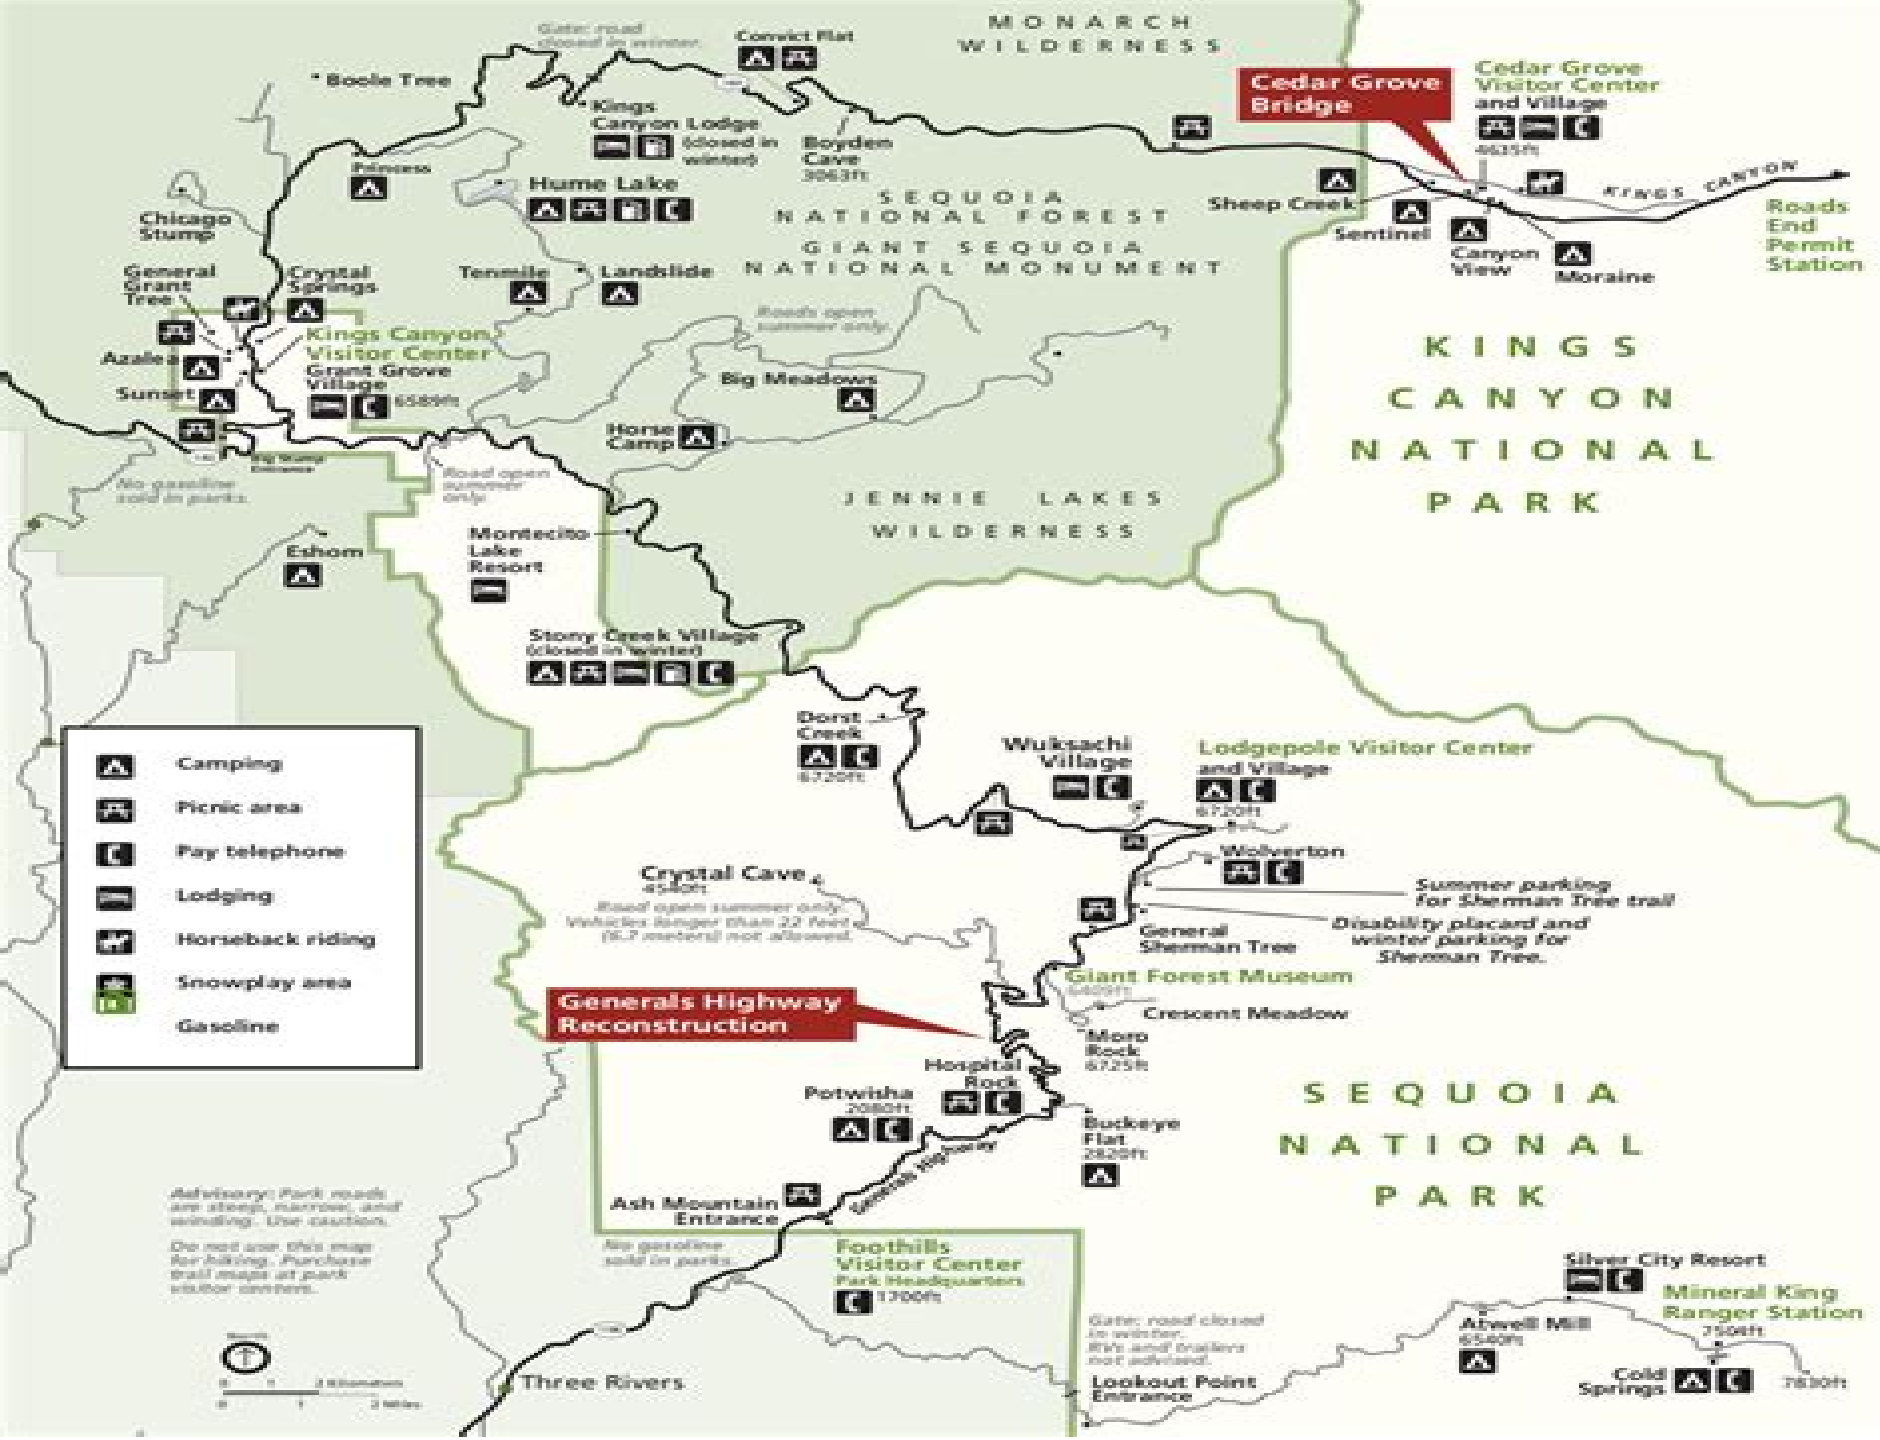 MONARCH
WILDERNESS
Gate: road
closed in winter.
Convict Flat
Boole Tree
Kings
Canyon Lodge
(closed in
winter)
Boyden
Cave
3063ft
Cedar Grove
Bridge
Cedar Grove
Visitor Center
and Village
4635ft
Princess
Hume Lake
SEQUOIA
NATIONAL FOREST
GIANT SEQUOIA
NATIONAL MONUMENT
Sheep Creek
Sentinel
Canyon
View
Moraine
KINGS CANYON
Roads
End
Permit
Station
Chicago
Stump
General
Grant
Tree
Crystal
Springs
Tenmile
Landslide
Roads open
summer only.
Azalea
Kings Canyon
Visitor Center
Grant Grove
Village
6589ft
Sunset
Big Meadows
Horse
Camp
KINGS
CANYON
NATIONAL
PARK
Big Stump
Entrance
No gasoline
sold in parks.
Road open
summer
only.
JENNIE LAKES
WILDERNESS
Eshom
Montecito
Lake
Resort
Stony Creek Village
(closed in winter)
Dorst
Creek
6720ft
Wuksachi
Village
Lodgepole Visitor Center
and Village
6720ft
Camping
Picnic area
Pay telephone
Lodging
Horseback riding
Snowplay area
Gasoline
Wolverton
Crystal Cave
4540ft
Road open summer only.
Vehicles longer than 22 feet
(6.7 meters) not allowed.
Summer parking
for Sherman Tree trail
Disability placard and
winter parking for
Sherman Tree.
General
Sherman Tree
Giant Forest Museum
6409ft
Crescent Meadow
Generals Highway
Reconstruction
Moro
Rock
6725ft
Hospital
Rock
Potwisha
2080ft
Buckeye
Flat
2820ft
Generals Highway
SEQUOIA
NATIONAL
PARK
Ash Mountain
Entrance
No gasoline
sold in parks.
Foothills
Visitor Center
Park Headquarters
1700ft
Advisory: Park roads
are steep, narrow, and
winding. Use caution.
Do not use this map
for hiking. Purchase
trail maps at park
visitor centers.
Silver City Resort
Mineral King
Ranger Station
Gate: road closed
in winter.
RVs and trailers
not advised.
Atwell Mill
6540ft
Cold
Springs
7830ft
Lookout Point
Entrance
North
0 1 2 Kilometers
0 1 2 Miles
Three Rivers